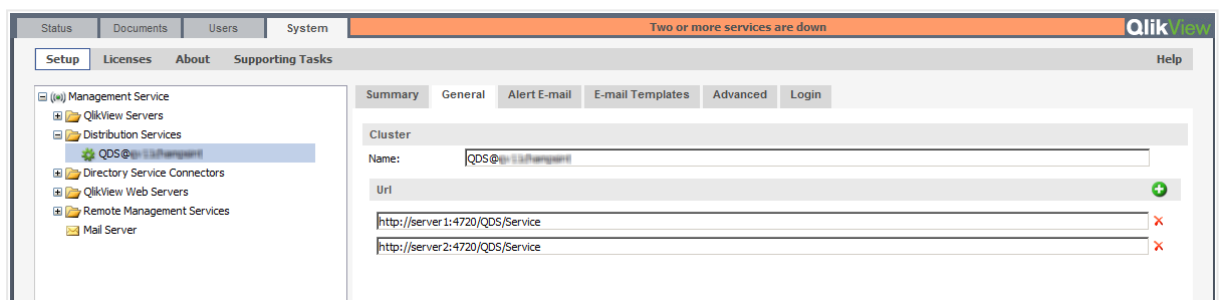 Status Documents Users System Two or more services are down QlikView
Setup Licenses About Supporting Tasks Help
Management Service
QlikView Servers
Distribution Services
QDS@
Directory Service Connectors
QlikView Web Servers
Remote Management Services
Mail Server
Summary General Alert E-mail E-mail Templates Advanced Login
Cluster
Name: QDS@
Url
http://server1:4720/QDS/Service
http://server2:4720/QDS/Service